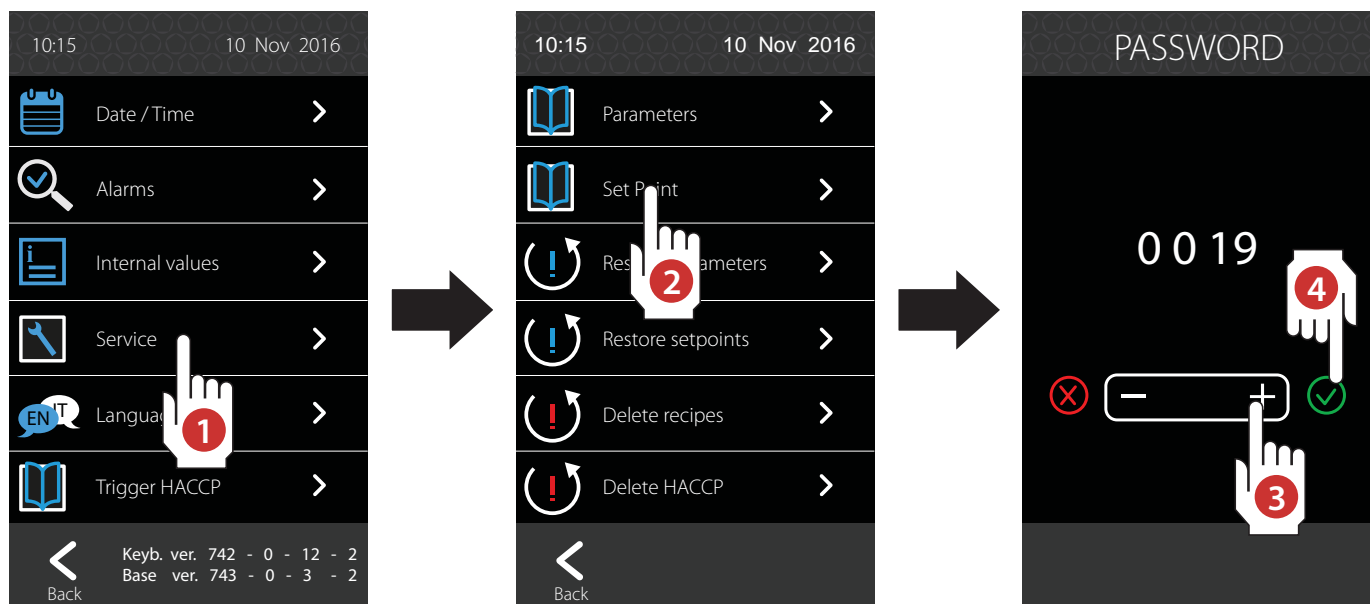 10:15 10 Nov 2016
Date / Time
Alarms
i
Internal values
Service
EN IT
1
Trigger HACCP
Keyb. ver. 742 - 0 - 12 - 2
Base ver. 743 - 0 - 3 - 2
Back
10:15 10 Nov 2016
Parameters
Set Point
2
Restore setpoints
Delete recipes
Delete HACCP
Back
PASSWORD
0 0 19
4
3